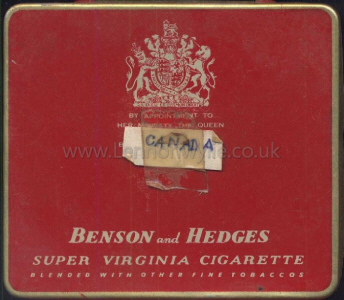 BY APPOINTMENT TO
HER MAJESTY THE QUEEN
CANADA
www.LennonWylie.co.uk
BENSON and HEDGES
SUPER VIRGINIA CIGARETTE
BLENDED WITH OTHER FINE TOBACCOS